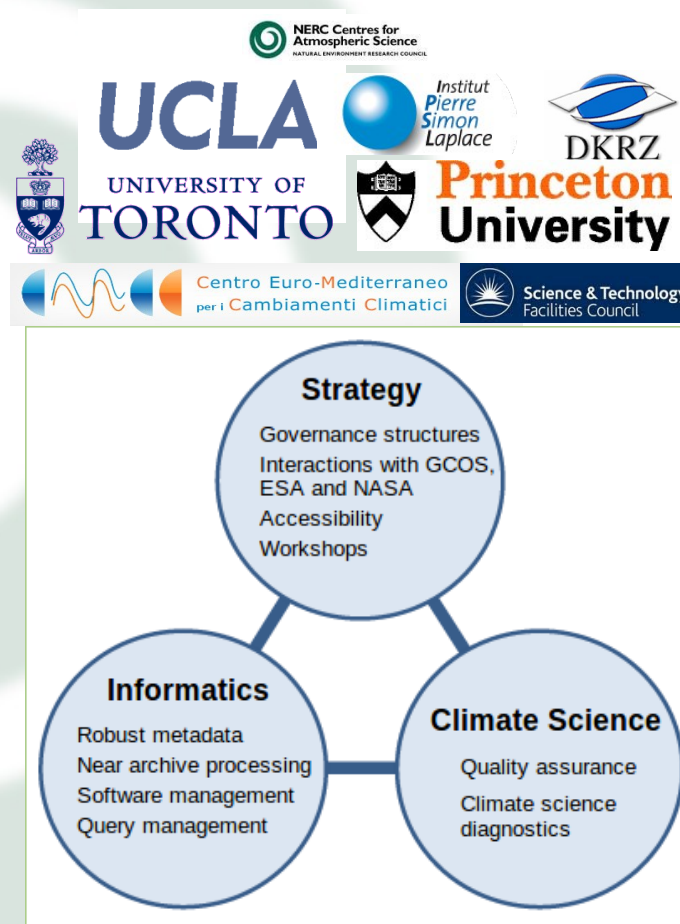 NERC Centres for
Atmospheric Science
NATURAL ENVIRONMENT RESEARCH COUNCIL
UCLA
Institut
Pierre
Simon
Laplace
DKRZ
UNIVERSITY OF
TORONTO
Princeton
University
Centro Euro-Mediterraneo
per i Cambiamenti Climatici
Science & Technology
Facilities Council
Strategy
Governance structures
Interactions with GCOS,
ESA and NASA
Accessibility
Workshops
Informatics
Robust metadata
Near archive processing
Software management
Query management
Climate Science
Quality assurance
Climate science
diagnostics